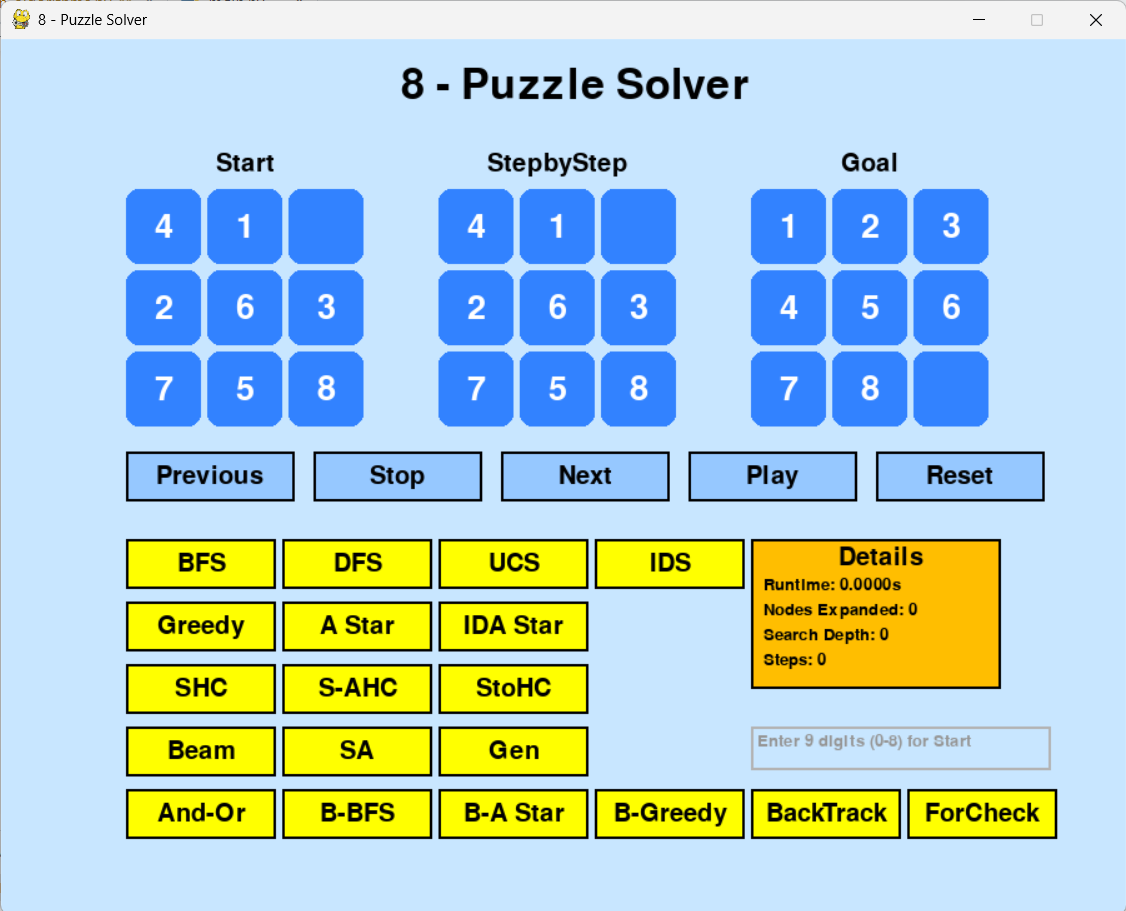 8 - Puzzle Solver
8 - Puzzle Solver
Start StepbyStep Goal
4 1 4 1 1 2 3
2 6 3 2 6 3 4 5 6
7 5 8 7 5 8 7 8
Previous Stop Next Play Reset
BFS DFS UCS IDS
Details
Runtime: 0.0000s
Nodes Expanded: 0
Greedy A Star IDA Star
Search Depth: 0
Steps: 0
SHC S-AHC StoHC
Beam SA Gen
Enter 9 digits (0-8) for Start
And-Or B-BFS B-A Star B-Greedy BackTrack ForCheck